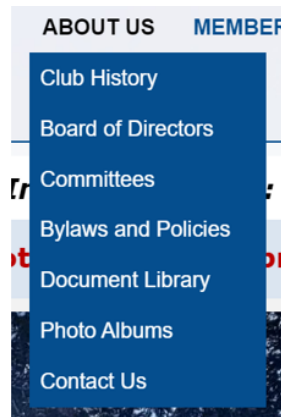 ABOUT US MEMBER
Club History
Board of Directors
Committees
Bylaws and Policies
Document Library
Photo Albums
Contact Us